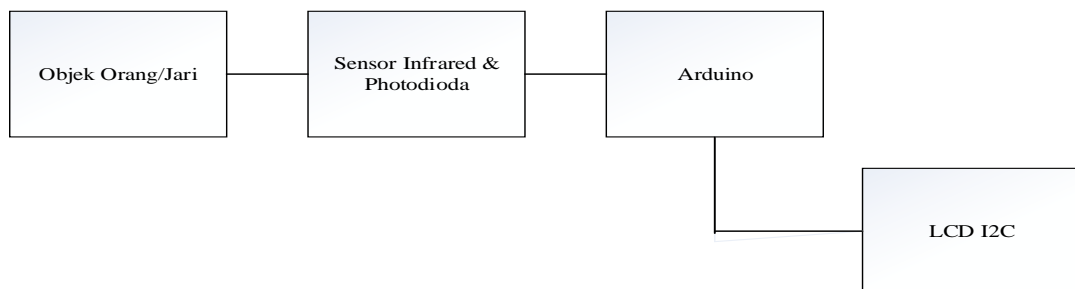 Objek Orang/Jari
Sensor Infrared &
Photodioda
Arduino
LCD I2C